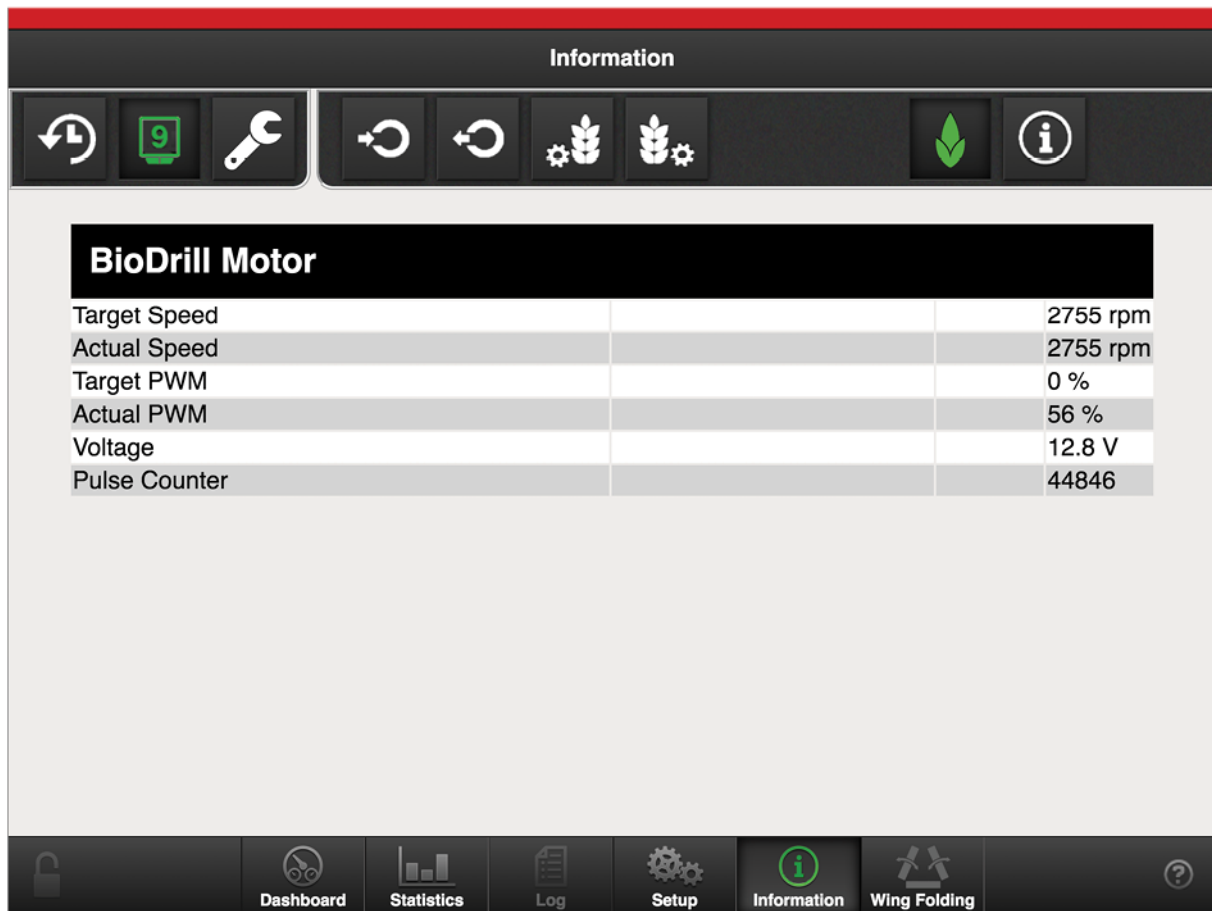 Information
9
BioDrill Motor
Target Speed 2755 rpm
Actual Speed 2755 rpm
Target PWM 0 %
Actual PWM 56 %
Voltage 12.8 V
Pulse Counter 44846
Dashboard Statistics Log Setup Information Wing Folding ?